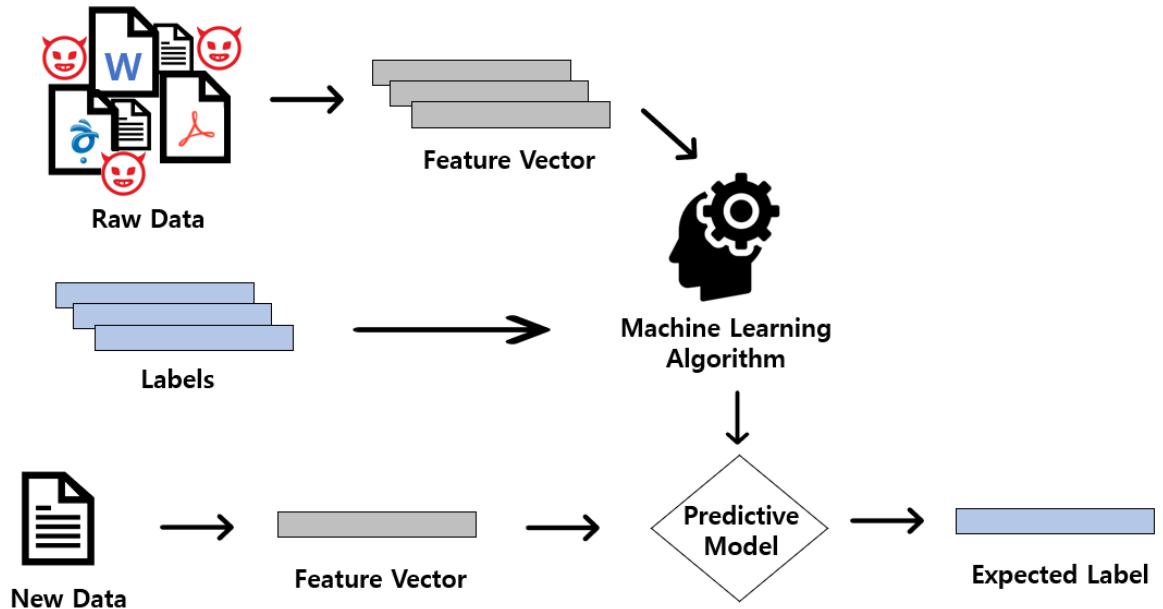 W
Raw Data
Feature Vector
Labels
Machine Learning
Algorithm
New Data
Feature Vector
Predictive
Model
Expected Label